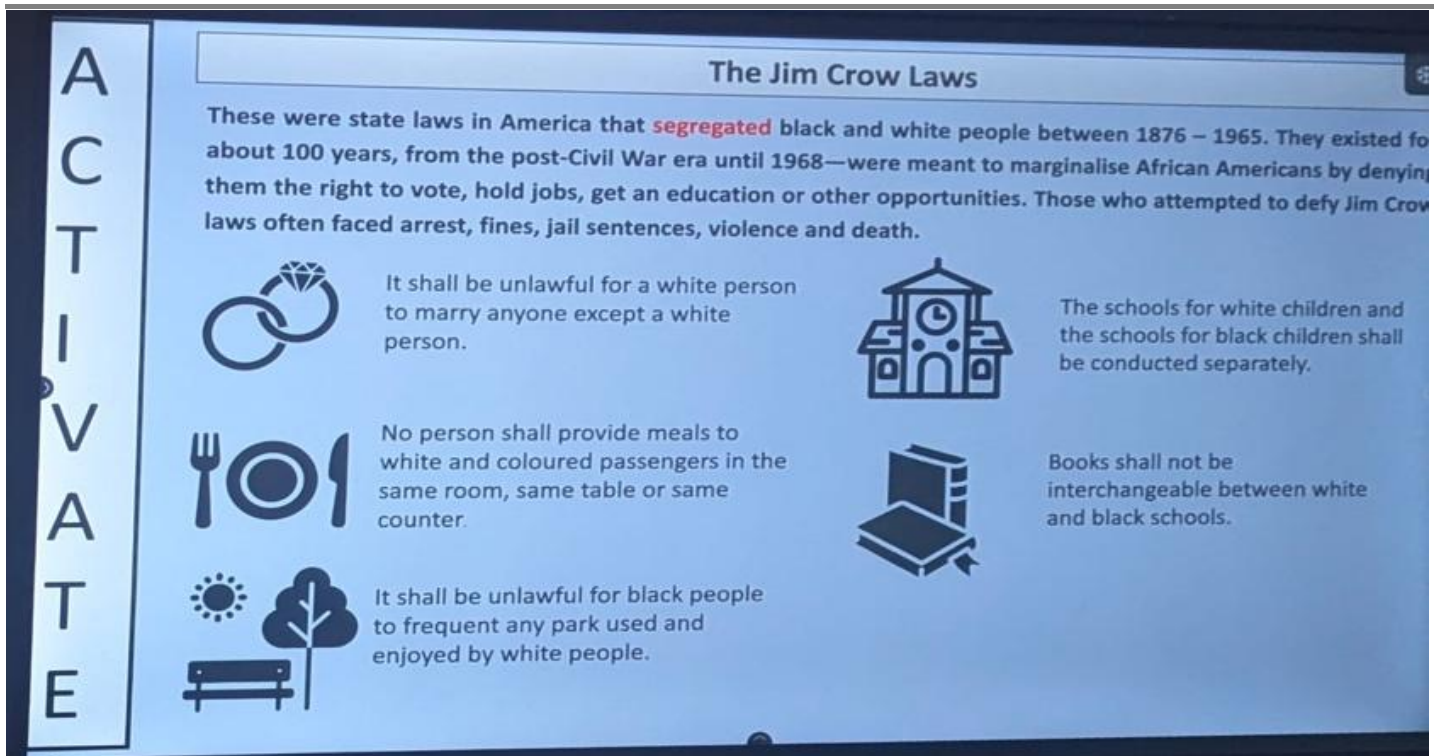 ACTIVATE
The Jim Crow Laws
These were state laws in America that segregated black and white people between 1876 – 1965. They existed fo
about 100 years, from the post-Civil War era until 1968—were meant to marginalise African Americans by denying
them the right to vote, hold jobs, get an education or other opportunities. Those who attempted to defy Jim Crow
laws often faced arrest, fines, jail sentences, violence and death.
It shall be unlawful for a white person
to marry anyone except a white
person.
No person shall provide meals to
white and coloured passengers in the
same room, same table or same
counter.
It shall be unlawful for black people
to frequent any park used and
enjoyed by white people.
The schools for white children and
the schools for black children shall
be conducted separately.
Books shall not be
interchangeable between white
and black schools.